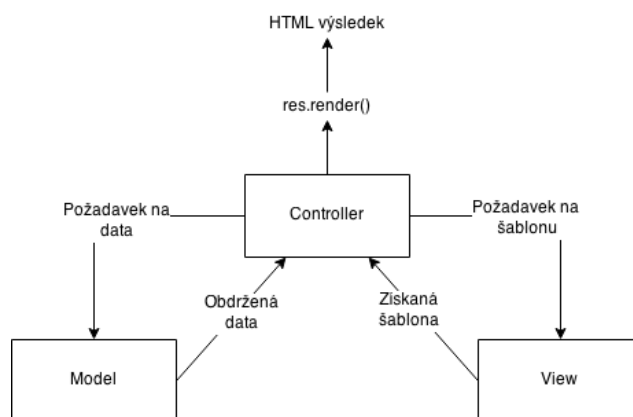 HTML výsledek
res.render()
Controller
Požadavek na
data
Požadavek na
šablonu
Obdržená
data
Získaná
šablona
Model
View